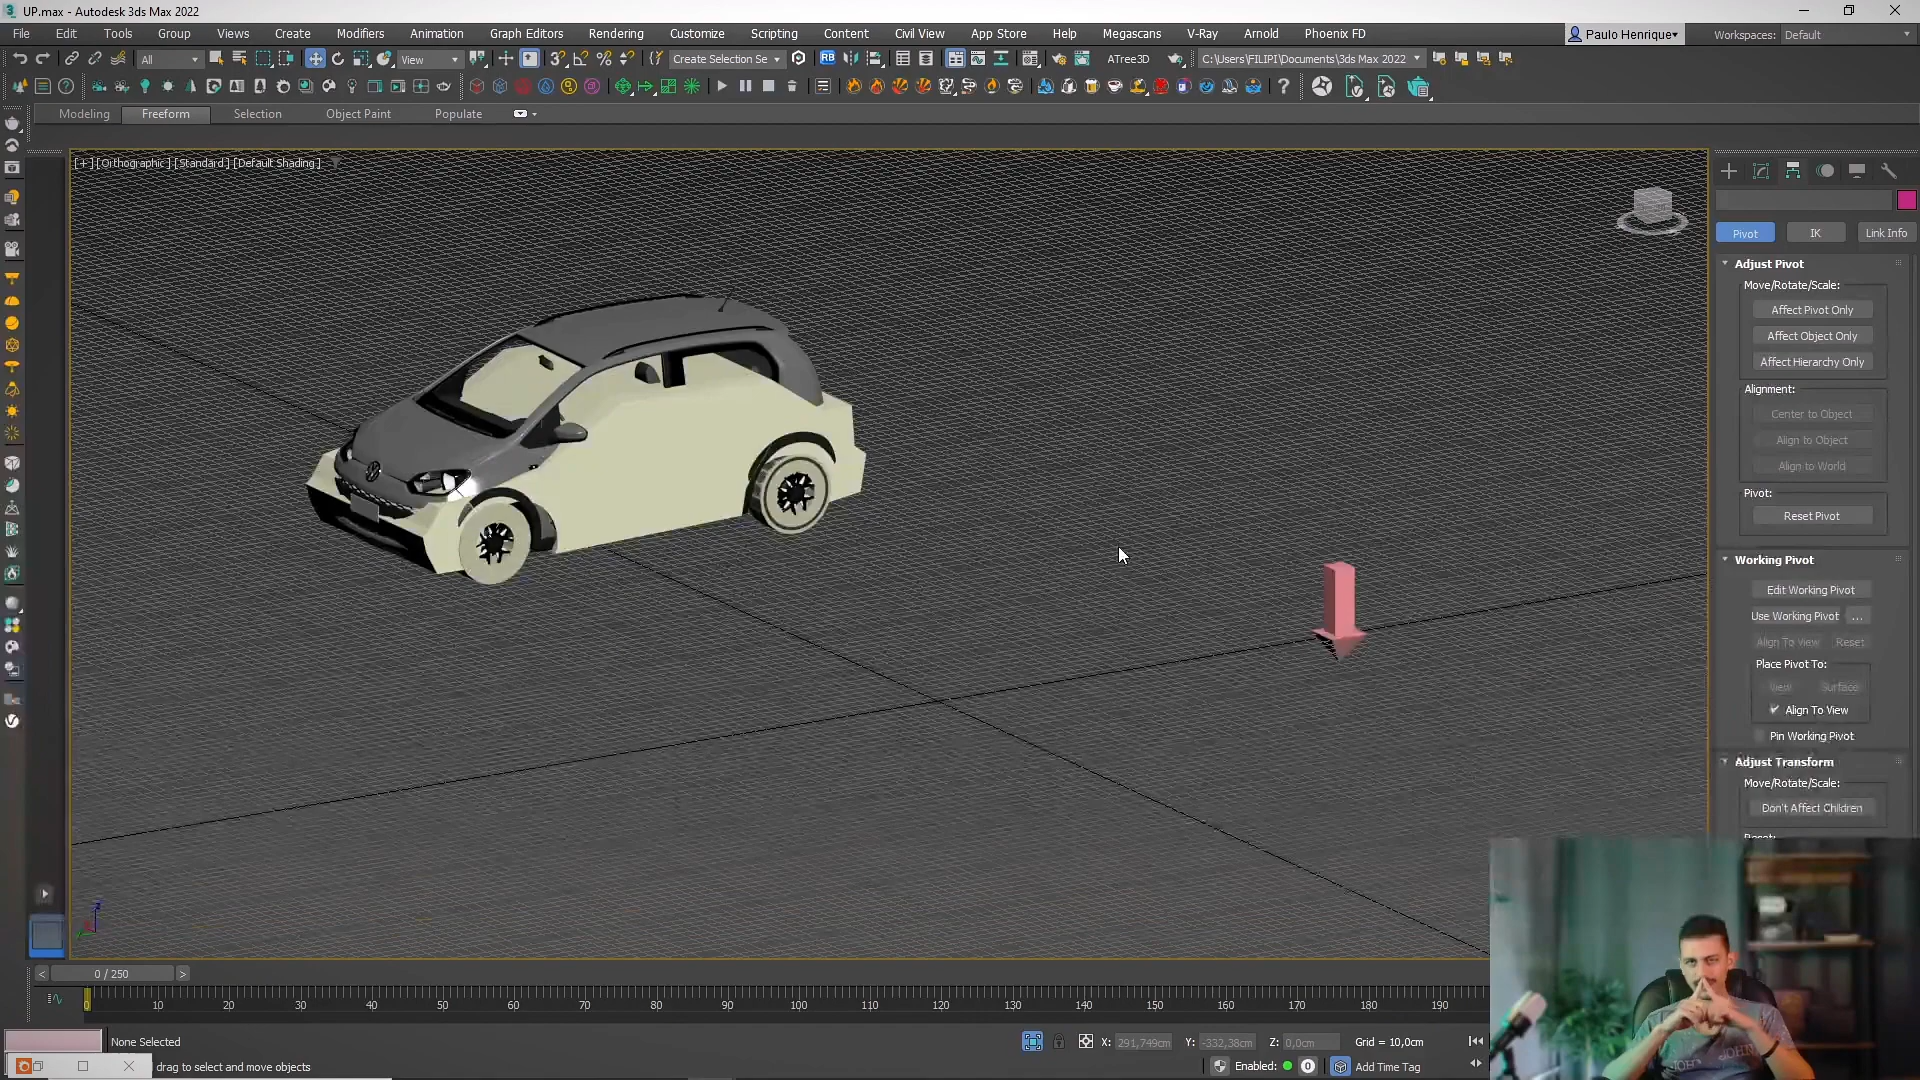 UP.max - Autodesk 3ds Max 2022
File Edit Tools Group Views Create Modifiers Animation Graph Editors Rendering Customize Scripting Content Civil View App Store Help Megascans V-Ray Arnold Phoenix FD Paulo Henrique Workspaces: Default
All View Create Selection Se RB ATree3D C:\Users\FILIPI\Documents\3ds Max 2022
Modeling Freeform Selection Object Paint Populate
[+] [Orthographic] [Standard] [Default Shading]
Pivot IK Link Info
Adjust Pivot
Move/Rotate/Scale:
Affect Pivot Only
Affect Object Only
Affect Hierarchy Only
Alignment:
Center to Object
Align to Object
Align to World
Pivot:
Reset Pivot
Working Pivot
Edit Working Pivot
Use Working Pivot ...
Align To View Reset
Place Pivot To:
View Surface
Align To View
Pin Working Pivot
Adjust Transform
Move/Rotate/Scale:
Don't Affect Children
Reset:
< 0 / 250 >
0 10 20 30 40 50 60 70 80 90 100 110 120 130 140 150 160 170 180 190
None Selected X: 291,749cm Y: -332,38cm Z: 0,0cm Grid = 10,0cm
drag to select and move objects Enabled: 0 Add Time Tag